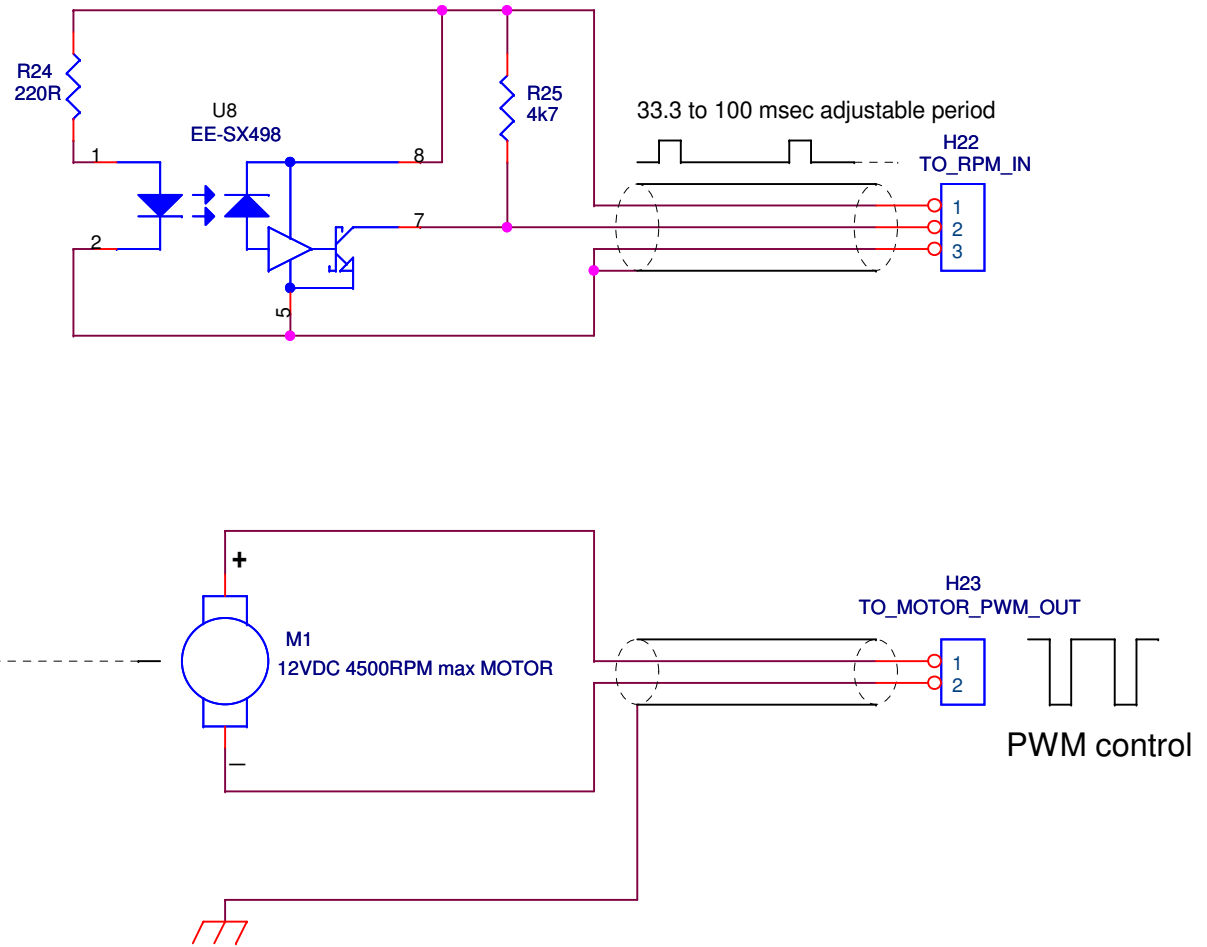 R24
220R
U8
EE-SX498
1
2
8
7
5
R25
4k7
33.3 to 100 msec adjustable period
H22
TO_RPM_IN
1
2
3
+
M1
12VDC 4500RPM max MOTOR
_
H23
TO_MOTOR_PWM_OUT
1
2
PWM control